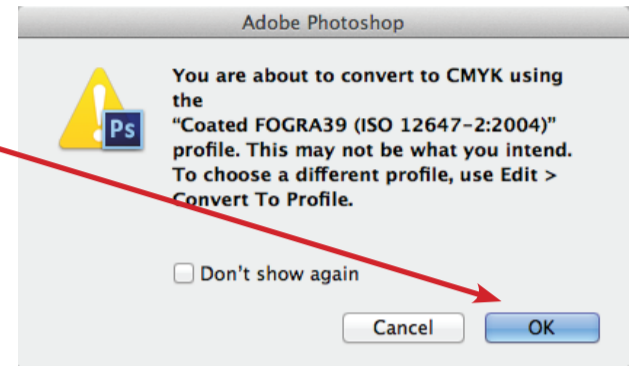 Adobe Photoshop
You are about to convert to CMYK using
the
“Coated FOGRA39 (ISO 12647-2:2004)”
profile. This may not be what you intend.
To choose a different profile, use Edit >
Convert To Profile.
Ps
Don't show again
Cancel
OK